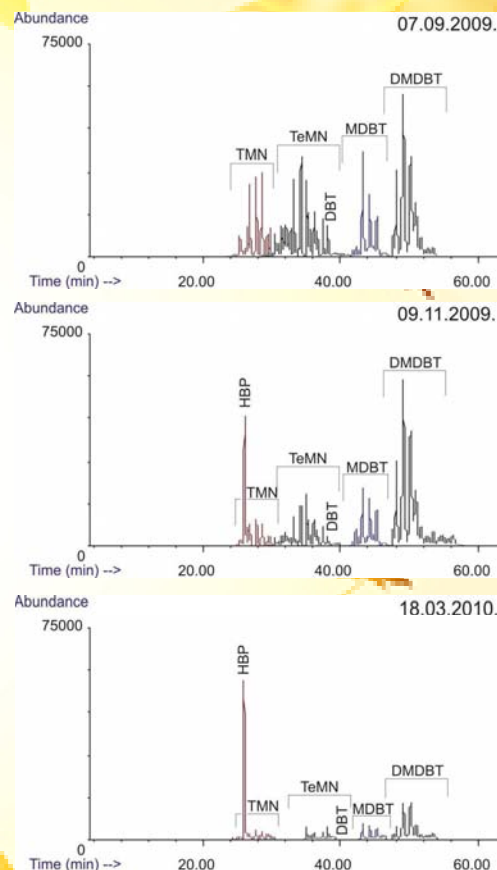 Abundance
07.09.2009.
75000
DMDBT
TeMN
MDBT
TMN
DBT
0
Time (min) -->
20.00
40.00
60.00
Abundance
09.11.2009.
75000
DMDBT
HBP
TeMN
MDBT
TMN
DBT
0
Time (min) -->
20.00
40.00
60.00
Abundance
18.03.2010.
75000
HBP
DMDBT
TeMN
TMN
DBT
MDBT
0
Time (min) -->
20.00
40.00
60.00